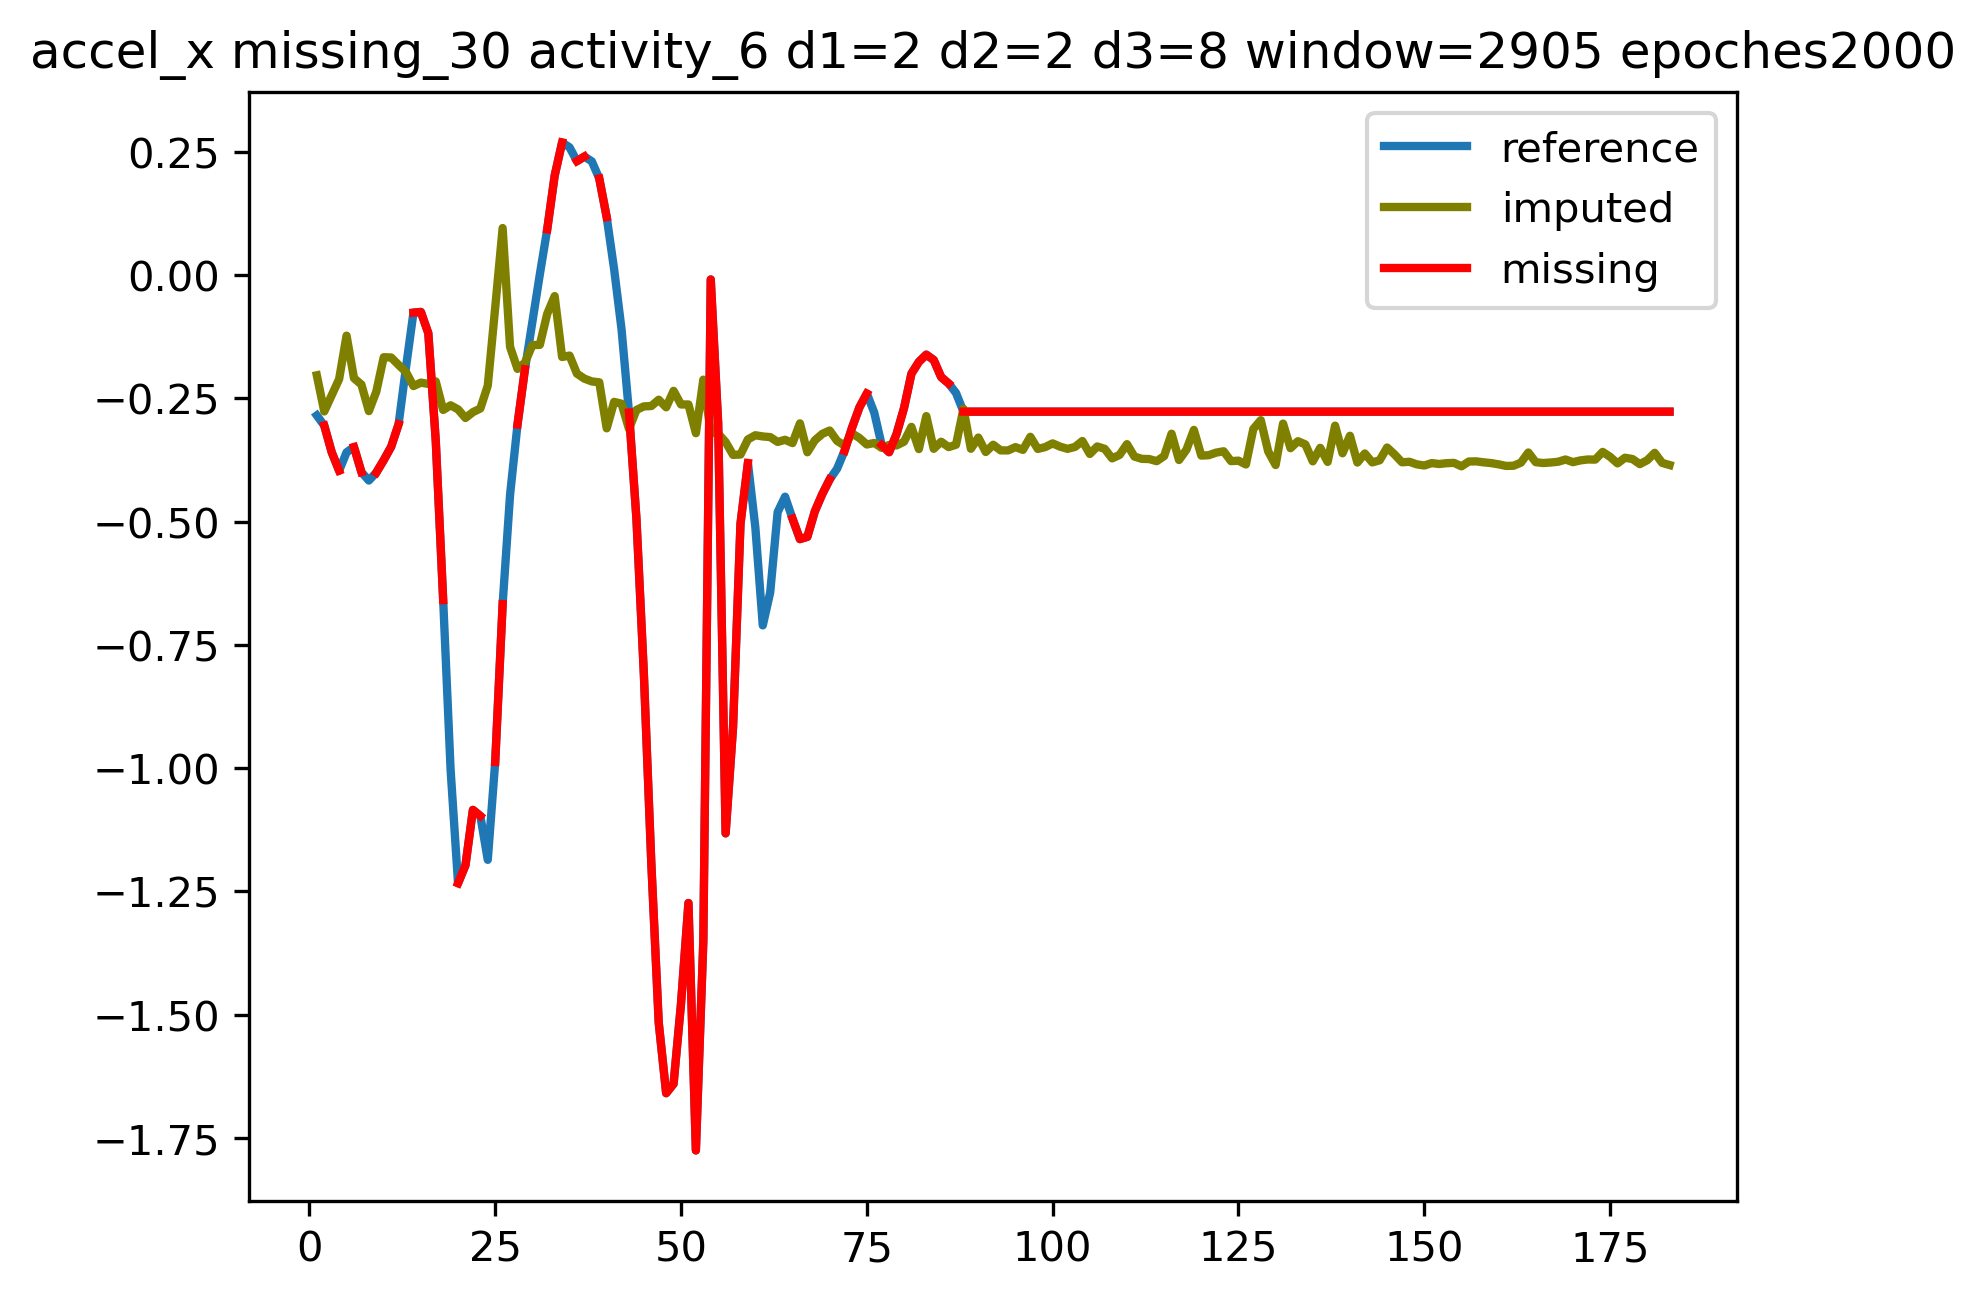 accel_x missing_30 activity_6 d1=2 d2=2 d3=8 window=2905 epoches2000
reference
imputed
missing
0.25
0.00
−0.25
−0.50
−0.75
−1.00
−1.25
−1.50
−1.75
0 25 50 75 100 125 150 175